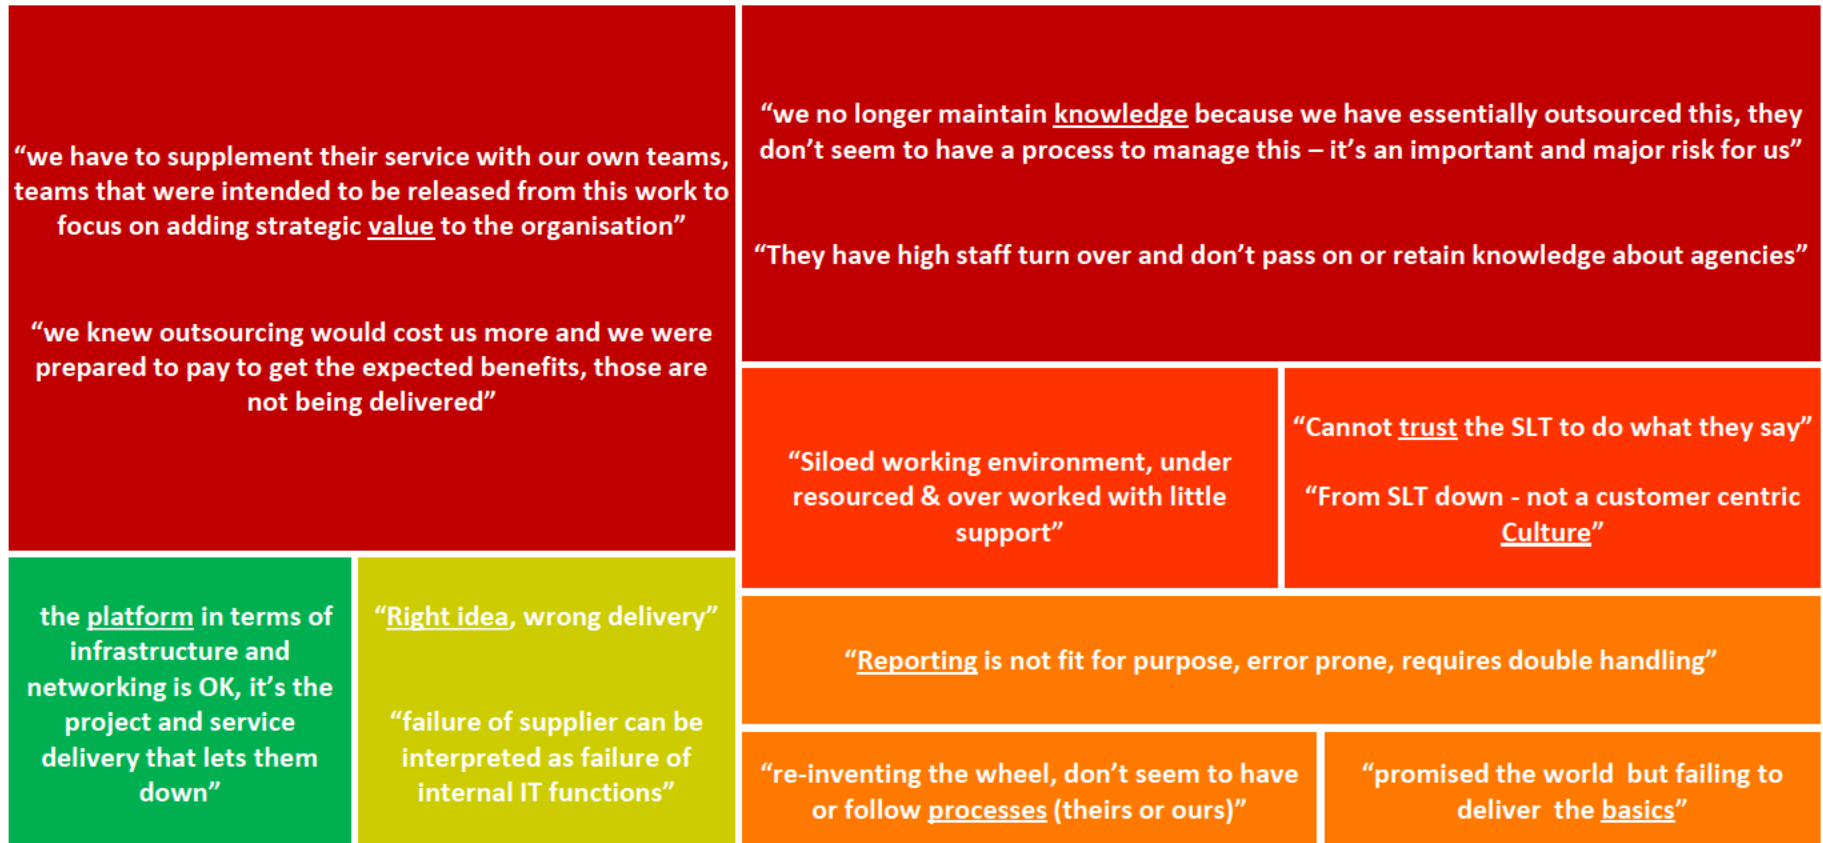 “we have to supplement their service with our own teams,
teams that were intended to be released from this work to
focus on adding strategic value to the organisation”
“we knew outsourcing would cost us more and we were
prepared to pay to get the expected benefits, those are
not being delivered”
“we no longer maintain knowledge because we have essentially outsourced this, they
don’t seem to have a process to manage this – it’s an important and major risk for us”
“They have high staff turn over and don’t pass on or retain knowledge about agencies”
“Siloed working environment, under
resourced & over worked with little
support”
“Cannot trust the SLT to do what they say”
“From SLT down - not a customer centric
Culture”
the platform in terms of
infrastructure and
networking is OK, it’s the
project and service
delivery that lets them
down”
“Right idea, wrong delivery”
“failure of supplier can be
interpreted as failure of
internal IT functions”
“Reporting is not fit for purpose, error prone, requires double handling”
“re-inventing the wheel, don’t seem to have
or follow processes (theirs or ours)”
“promised the world but failing to
deliver the basics”